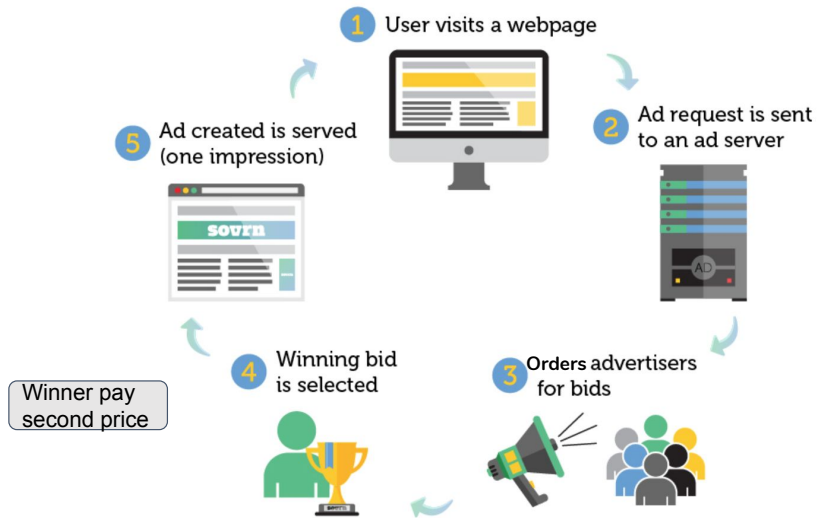 1 User visits a webpage
2 Ad request is sent
to an ad server
AD
3 Orders advertisers
for bids
4 Winning bid
is selected
sovrn
Winner pay
second price
5 Ad created is served
(one impression)
sovrn